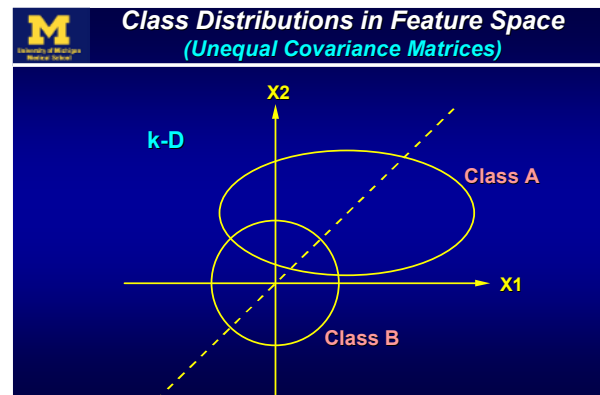 Class Distributions in Feature Space
(Unequal Covariance Matrices)
M
University of Michigan
Medical School
X2
k-D
Class A
X1
Class B